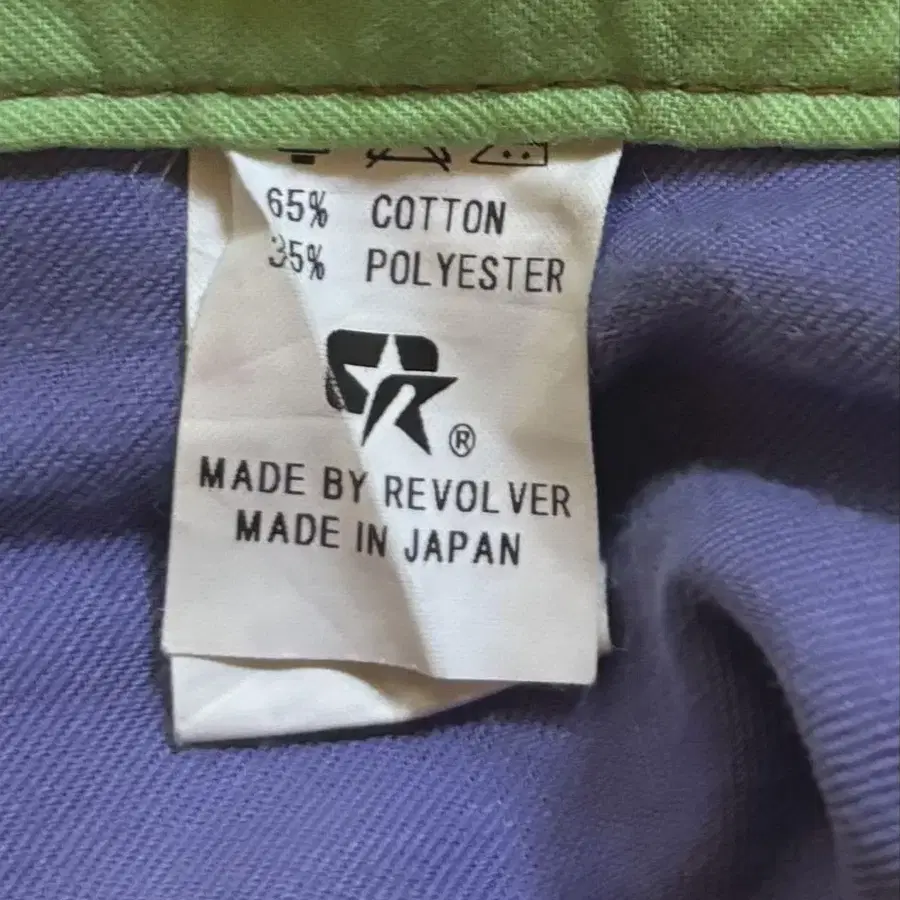 65% COTTON
35% POLYESTER
®
MADE BY REVOLVER
MADE IN JAPAN